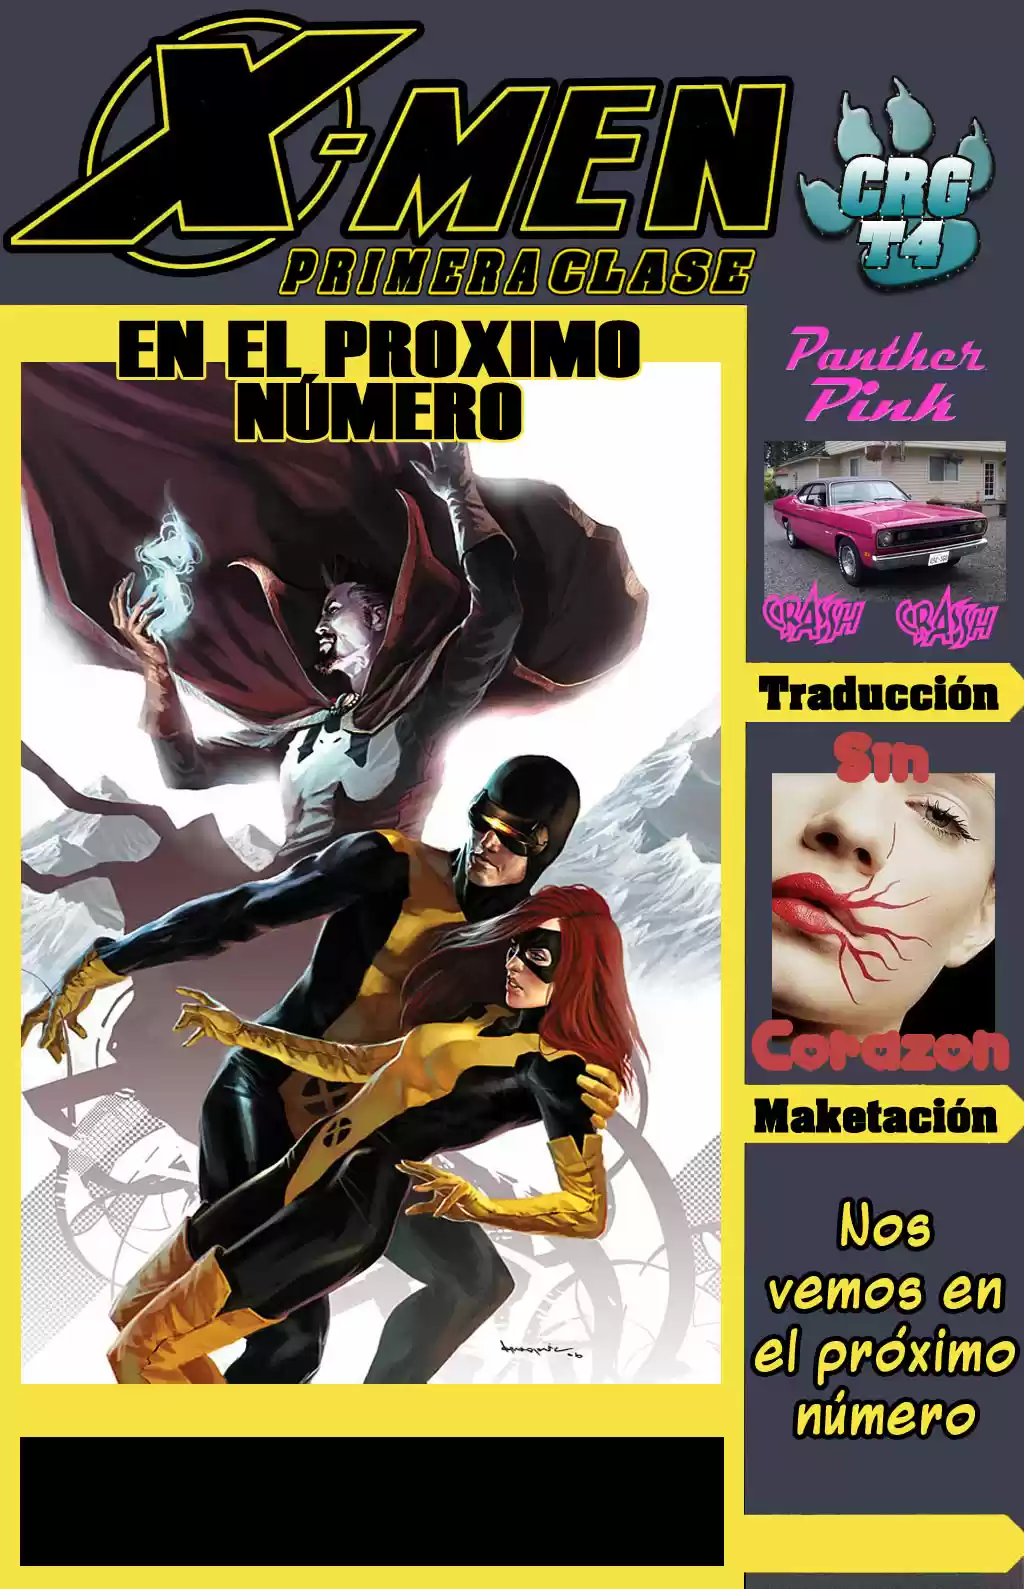 X-MEN
PRIMERA CLASE
CRG
T4
EN EL PROXIMO
NÚMERO
Panther
Pink
CRASH CRASH
Traducción
Sin
Corazon
Maketación
Nos
vemos en
el próximo
número